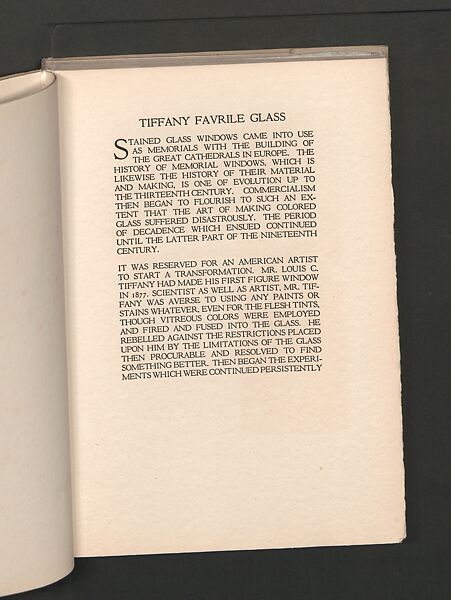 TIFFANY FAVRILE GLASS
STAINED GLASS WINDOWS CAME INTO USE
AS MEMORIALS WITH THE BUILDING OF
THE GREAT CATHEDRALS IN EUROPE. THE
HISTORY OF MEMORIAL WINDOWS, WHICH IS
LIKEWISE THE HISTORY OF THEIR MATERIAL
AND MAKING, IS ONE OF EVOLUTION UP TO
THE THIRTEENTH CENTURY. COMMERCIALISM
THEN BEGAN TO FLOURISH TO SUCH AN EX-
TENT THAT THE ART OF MAKING COLORED
GLASS SUFFERED DISASTROUSLY. THE PERIOD
OF DECADENCE WHICH ENSUED CONTINUED
UNTIL THE LATTER PART OF THE NINETEENTH
CENTURY.
IT WAS RESERVED FOR AN AMERICAN ARTIST
TO START A TRANSFORMATION. MR. LOUIS C.
TIFFANY HAD MADE HIS FIRST FIGURE WINDOW
IN 1877. SCIENTIST AS WELL AS ARTIST, MR. TIF-
FANY WAS AVERSE TO USING ANY PAINTS OR
STAINS WHATEVER, EVEN FOR THE FLESH TINTS,
THOUGH VITREOUS COLORS WERE EMPLOYED
AND FIRED AND FUSED INTO THE GLASS. HE
REBELLED AGAINST THE RESTRICTIONS PLACED
UPON HIM BY THE LIMITATIONS OF THE GLASS
THEN PROCURABLE AND RESOLVED TO FIND
SOMETHING BETTER. THEN BEGAN THE EXPERI-
MENTS WHICH WERE CONTINUED PERSISTENTLY